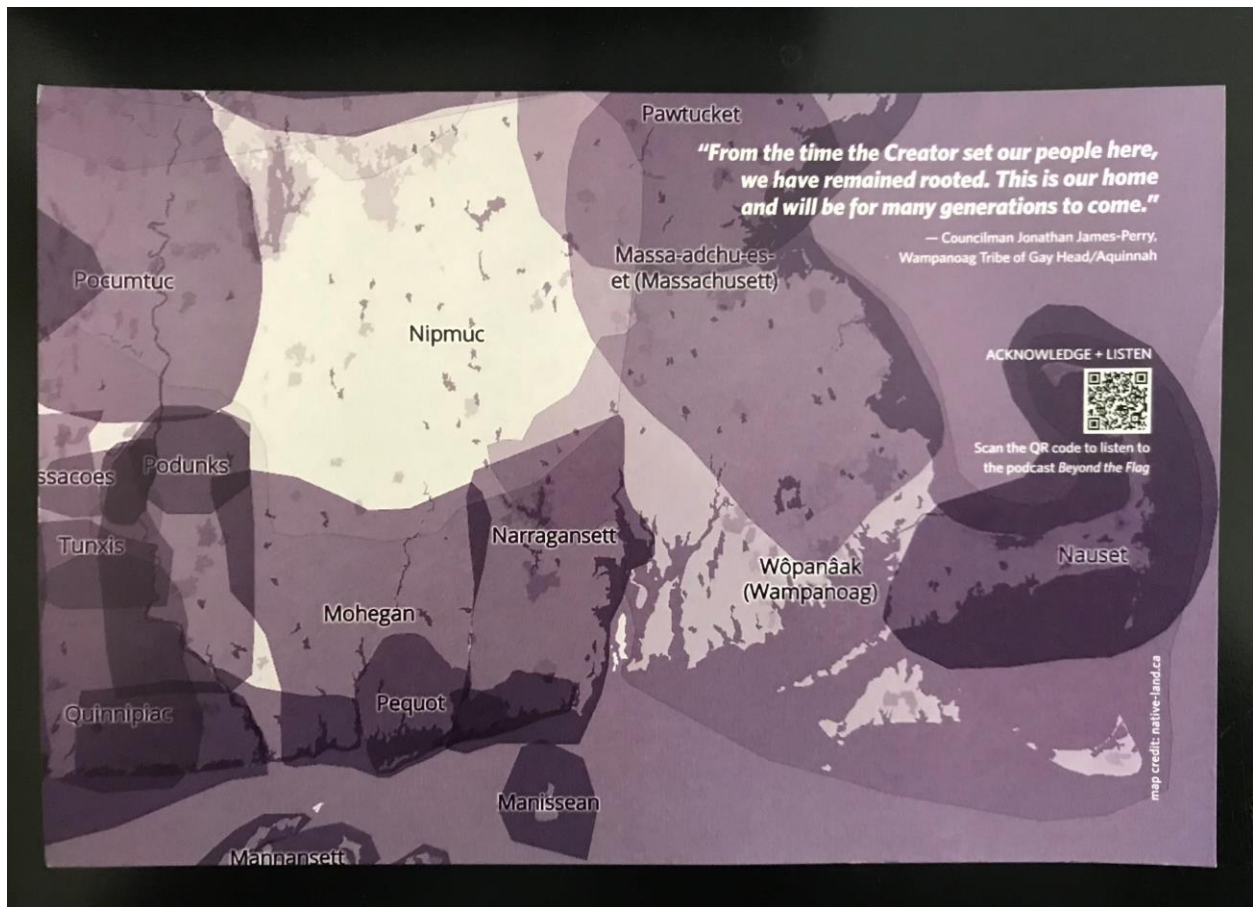 Pawtucket
“From the time the Creator set our people here,
we have remained rooted. This is our home
and will be for many generations to come.”
— Councilman Jonathan James-Perry,
Wampanoag Tribe of Gay Head/Aquinnah
Massa-adchu-es-
et (Massachusett)
Pocumtuc
Nipmuc
ACKNOWLEDGE + LISTEN
Scan the QR code to listen to
the podcast Beyond the Flag
Podunks
ssacoes
Tunxis
Narragansett
Wôpanâak
(Wampanoag)
Nauset
Mohegan
Pequot
Quinnipiac
Manissean
Mannansett
map credit: native-land.ca